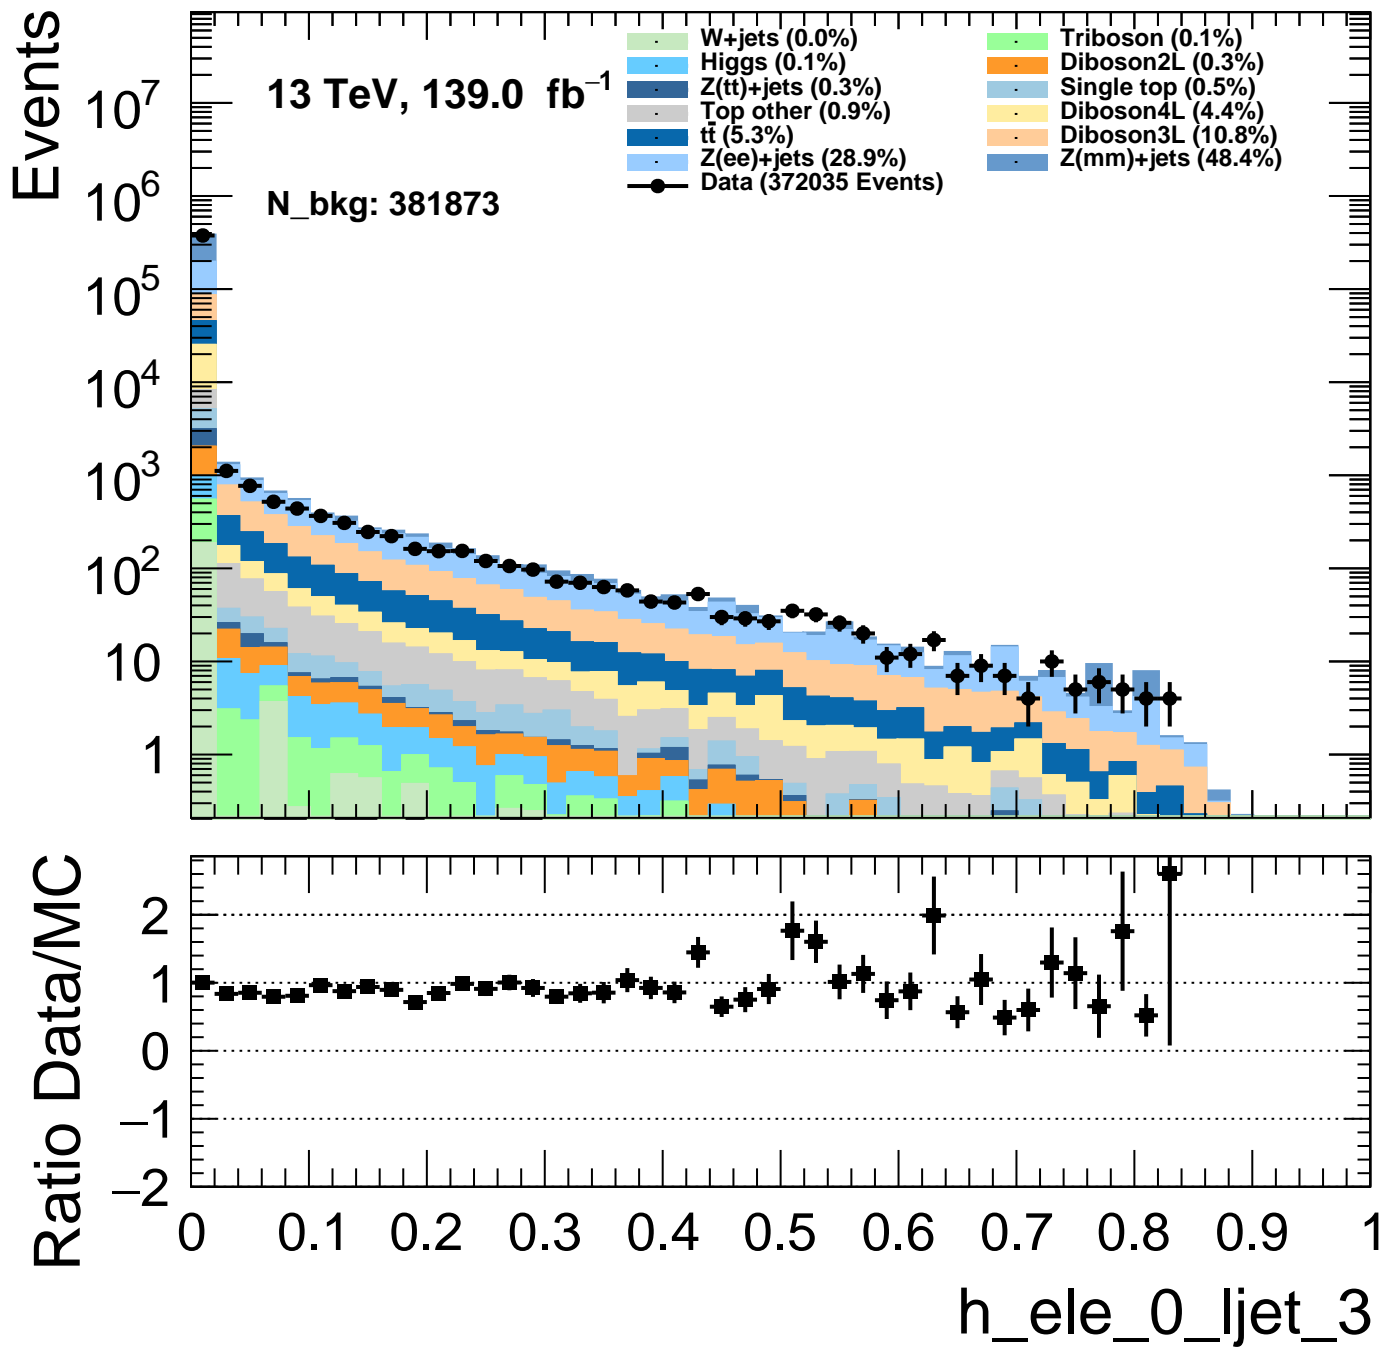 Events
13 TeV, 139.0 fb⁻¹
N_bkg: 381873
W+jets (0.0%)
Higgs (0.1%)
Z(tt)+jets (0.3%)
Top other (0.9%)
tt̄ (5.3%)
Z(ee)+jets (28.9%)
Data (372035 Events)
Triboson (0.1%)
Diboson2L (0.3%)
Single top (0.5%)
Diboson4L (4.4%)
Diboson3L (10.8%)
Z(mm)+jets (48.4%)
10⁷
10⁶
10⁵
10⁴
10³
10²
10
1
Ratio Data/MC
2
1
0
−1
−2
0 0.1 0.2 0.3 0.4 0.5 0.6 0.7 0.8 0.9 1
h_ele_0_ljet_3